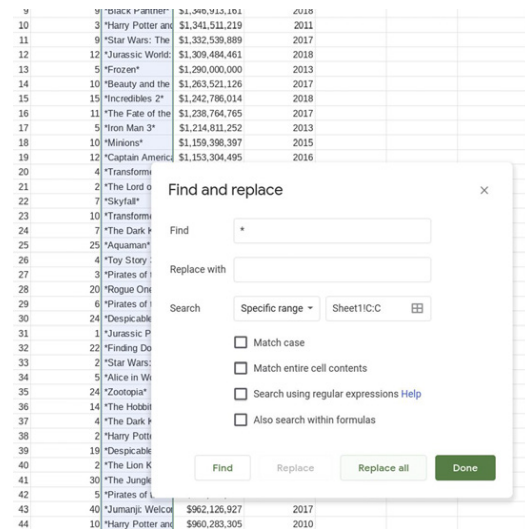 9 9 *Black Panther* $1,346,913,161 2018
10 3 *Harry Potter and $1,341,511,219 2011
11 9 *Star Wars: The $1,332,539,889 2017
12 12 *Jurassic World: $1,309,484,461 2018
13 5 *Frozen* $1,290,000,000 2013
14 10 *Beauty and the $1,263,521,126 2017
15 15 *Incredibles 2* $1,242,786,014 2018
16 11 *The Fate of the $1,238,764,765 2017
17 5 *Iron Man 3* $1,214,811,252 2013
18 10 *Minions* $1,159,398,397 2015
19 12 *Captain America $1,153,304,495 2016
20 4 *Transforme
21 2 *The Lord o
22 7 *Skyfall*
23 10 *Transforme
24 7 *The Dark K
25 25 *Aquaman*
26 4 *Toy Story
27 3 *Pirates of t
28 20 *Rogue One
29 6 *Pirates of t
30 24 *Despicable
31 1 *Jurassic P
32 22 *Finding Do
33 2 *Star Wars:
34 5 *Alice in Wo
35 24 *Zootopia*
36 14 *The Hobbit
37 4 *The Dark K
38 2 *Harry Potte
39 19 *Despicable
40 2 *The Lion K
41 30 *The Jungle
42 5 *Pirates of t
43 40 *Jumanji: Welcor $962,126,927 2017
44 10 *Harry Potter and $960,283,305 2010
Find and replace
Find *
Replace with
Search Specific range Sheet1!C:C
Match case
Match entire cell contents
Search using regular expressions Help
Also search within formulas
Find Replace Replace all Done